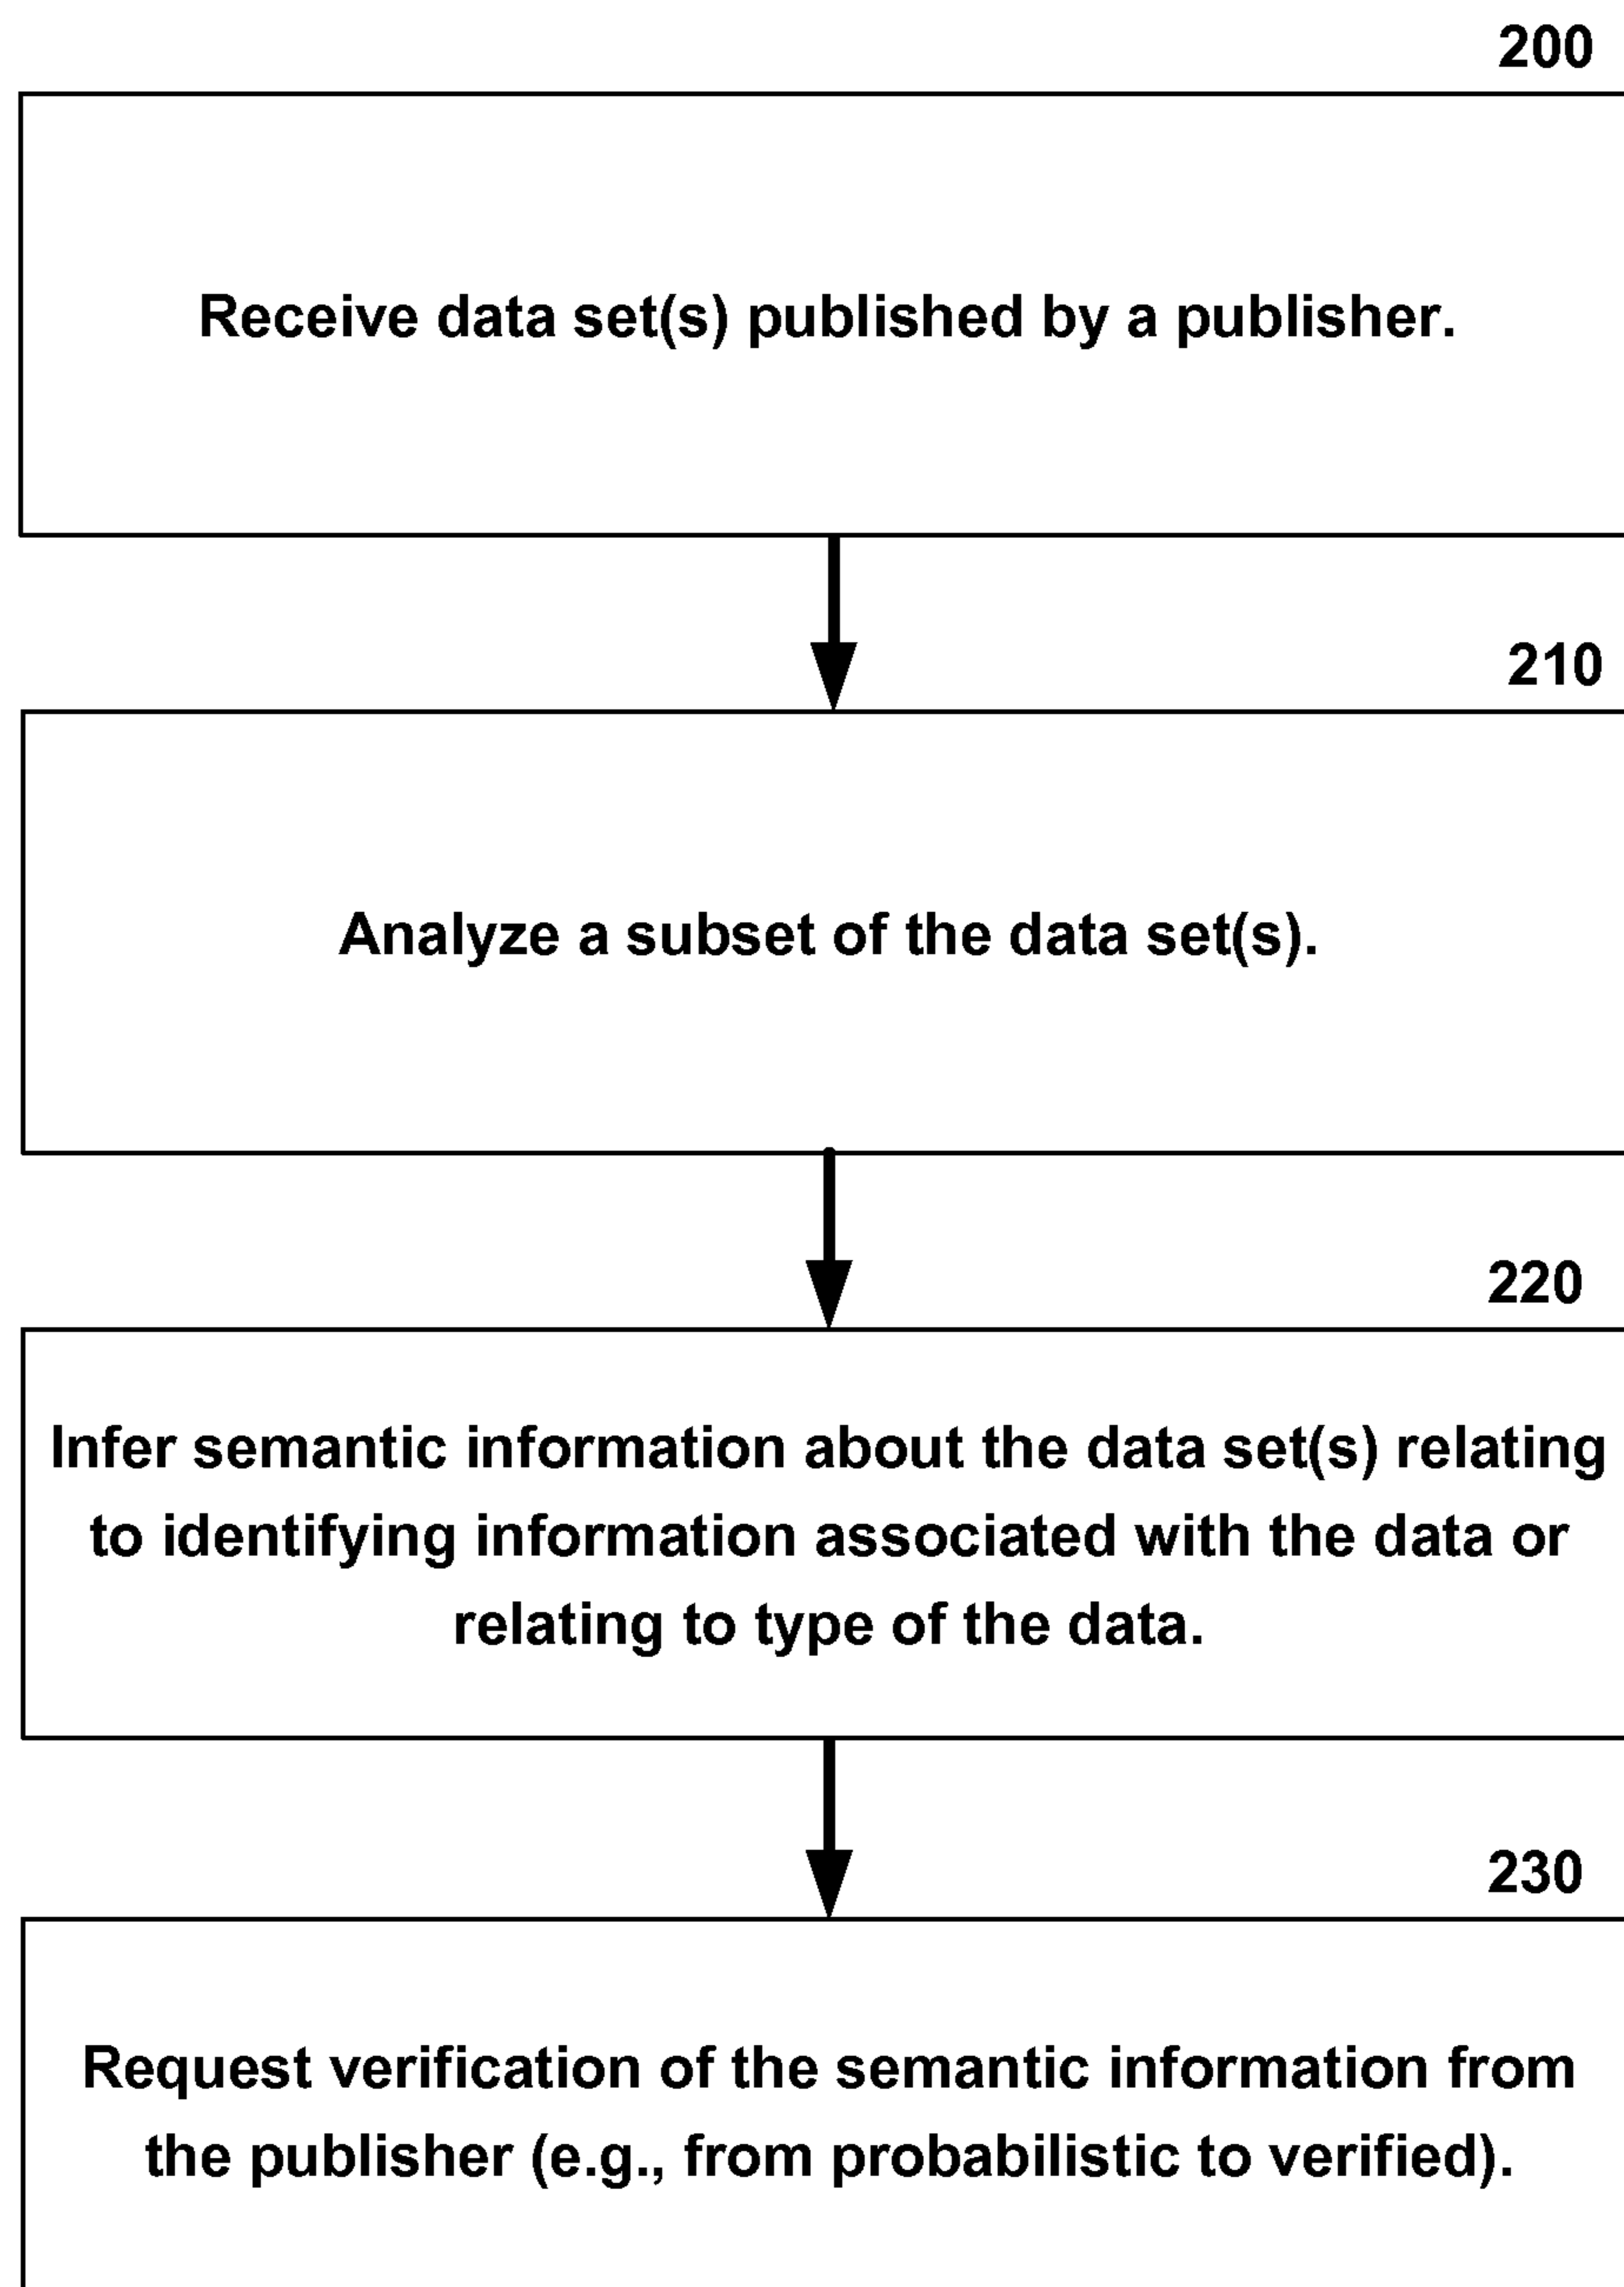 200
Receive data set(s) published by a publisher.
210
Analyze a subset of the data set(s).
220
Infer semantic information about the data set(s) relating
to identifying information associated with the data or
relating to type of the data.
230
Request verification of the semantic information from
the publisher (e.g., from probabilistic to verified).